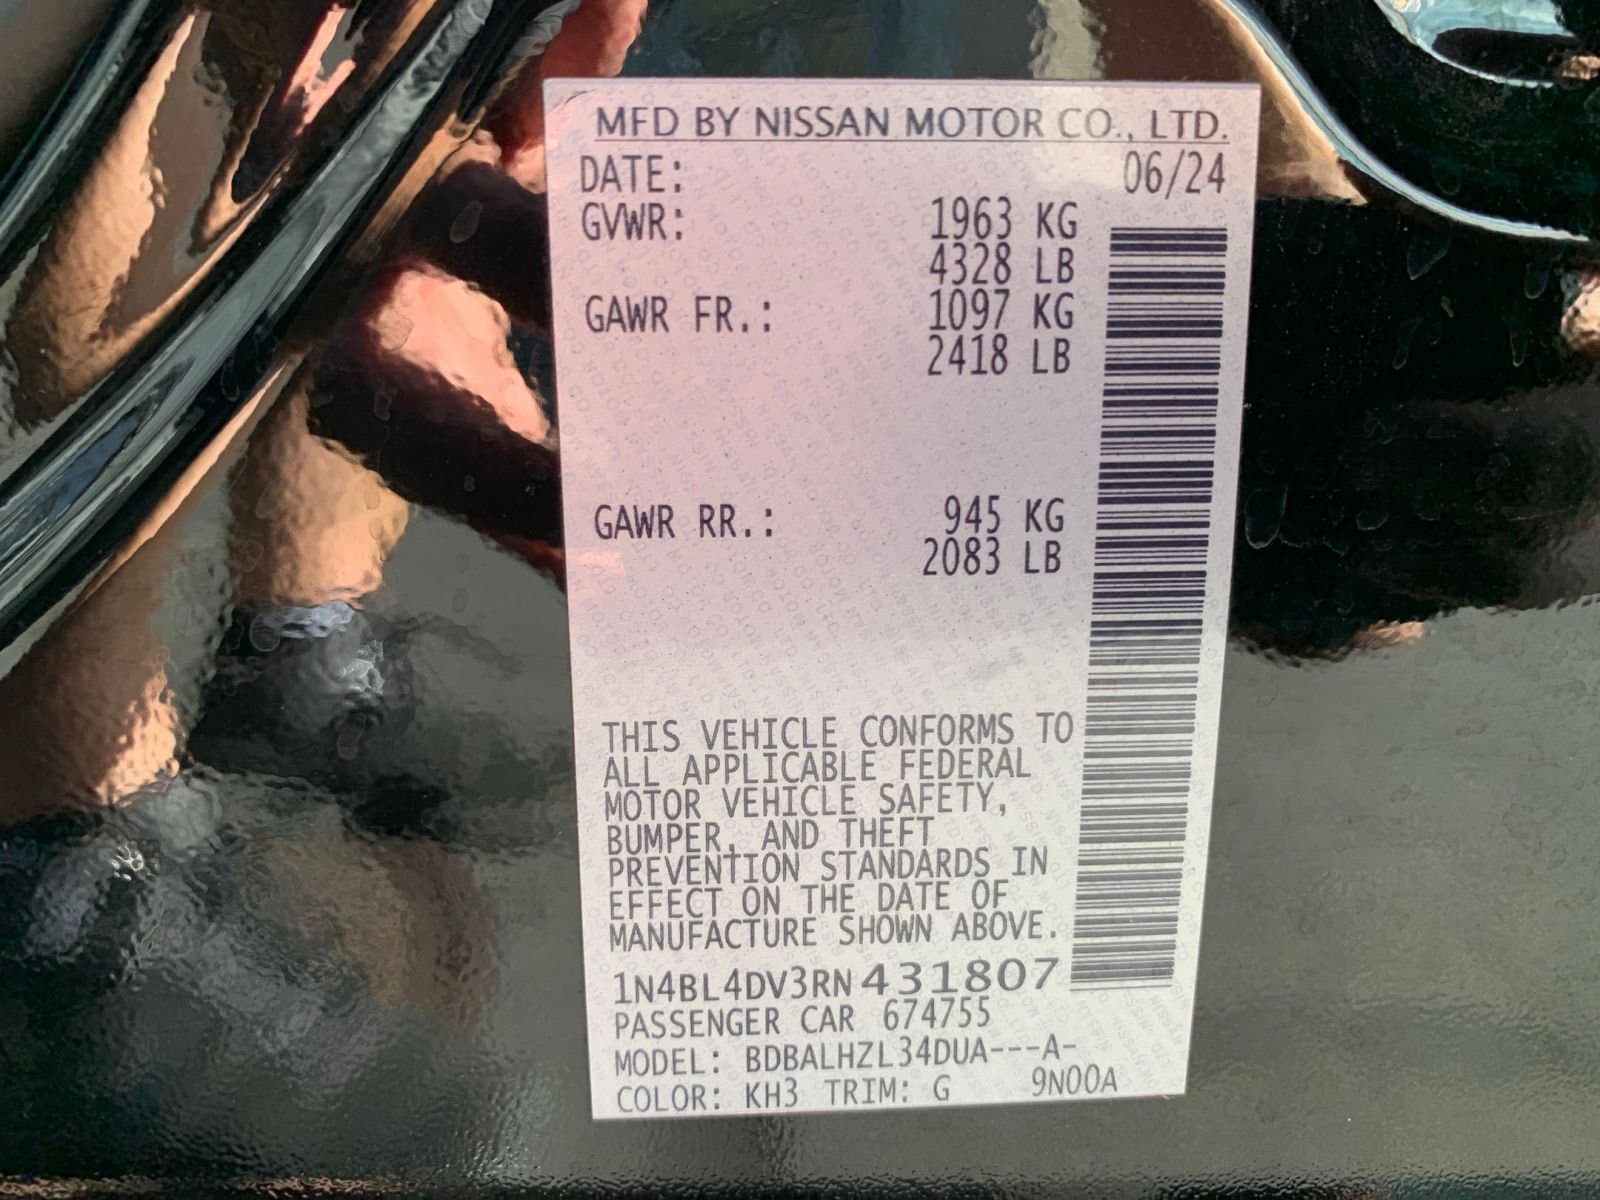 MFD BY NISSAN MOTOR CO., LTD.
DATE: 06/24
GVWR: 1963 KG
4328 LB
GAWR FR.: 1097 KG
2418 LB
GAWR RR.: 945 KG
2083 LB
THIS VEHICLE CONFORMS TO
ALL APPLICABLE FEDERAL
MOTOR VEHICLE SAFETY,
BUMPER, AND THEFT
PREVENTION STANDARDS IN
EFFECT ON THE DATE OF
MANUFACTURE SHOWN ABOVE.
1N4BL4DV3RN431807
PASSENGER CAR 674755
MODEL: BDBALHZL34DUA---A-
COLOR: KH3 TRIM: G 9N00A